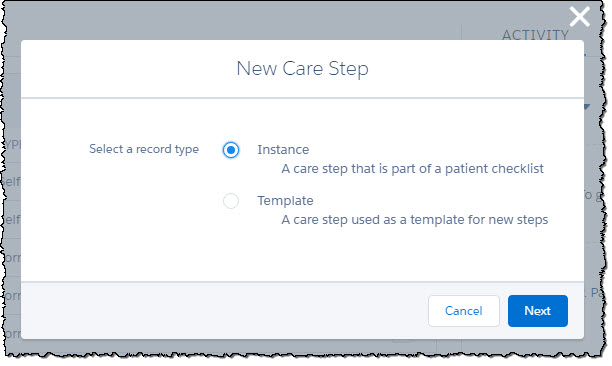 ACTIVITY
New Care Step
Select a record type
Instance
A care step that is part of a patient checklist
Template
A care step used as a template for new steps
Cancel
Next